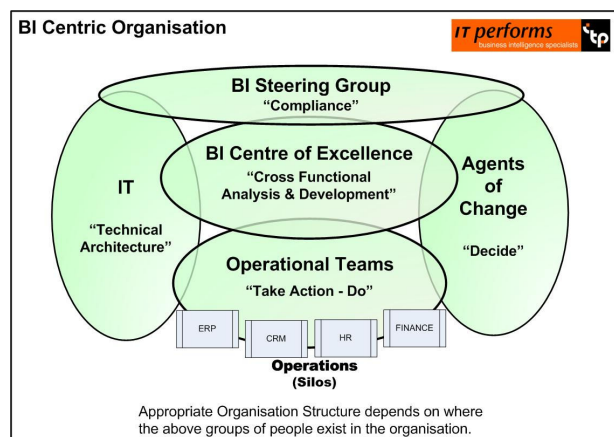 BI Centric Organisation
IT performs
business intelligence specialists
itp
BI Steering Group
“Compliance”
BI Centre of Excellence
“Cross Functional
Analysis & Development”
IT
“Technical
Architecture”
Agents
of
Change
“Decide”
Operational Teams
“Take Action - Do”
ERP
CRM
HR
FINANCE
Operations
(Silos)
Appropriate Organisation Structure depends on where
the above groups of people exist in the organisation.